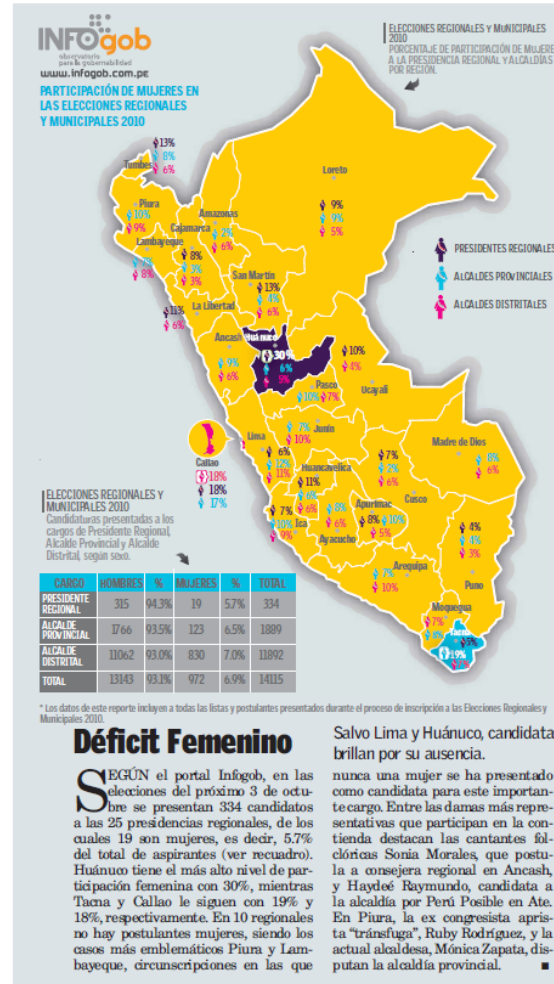 INFOgob
observatorio
para la gobernabilidad
www.infogob.com.pe
PARTICIPACIÓN DE MUJERES EN
LAS ELECCIONES REGIONALES
Y MUNICIPALES 2010
ELECCIONES REGIONALES Y MUNICIPALES
2010
PORCENTAJE DE PARTICIPACIÓN DE MUJERE
A LA PRESIDENCIA REGIONAL Y ALCALDÍAS
POR REGIÓN.
PRESIDENTES REGIONALES
ALCALDES PROVINCIALES
ALCALDES DISTRITALES
13%
8%
Tumbes 6%
Loreto
9%
9%
5%
Piura
10%
9%
Amazonas
2%
6%
Cajamarca
8%
3%
3%
Lambayeque
7%
8%
San Martín
13%
4%
6%
La Libertad
11%
6%
Ancash
9%
6%
Huánuco
30%
6%
5%
10%
4%
Ucayali
Pasco
10% 7%
7% Junín
10%
Lima
6%
12%
11%
Callao
18%
18%
17%
Huancavelica
11%
6%
6%
Madre de Dios
8%
6%
7%
2%
6%
Cusco
7%
10% Ica
9%
8%
6%
Ayacucho
Apurímac
8% 10%
5%
4%
4%
3%
Puno
7% Arequipa
10%
Moquegua
7%
8%
Tacna
5%
19%
ELECCIONES REGIONALES Y
MUNICIPALES 2010
Candidaturas presentadas a los
cargos de Presidente Regional,
Alcalde Provincial y Alcalde
Distrital, según sexo.
CARGO HOMBRES % MUJERES % TOTAL
PRESIDENTE REGIONAL 315 94.3% 19 5.7% 334
ALCALDE PROVINCIAL 1766 93.5% 123 6.5% 1889
ALCALDE DISTRITAL 11062 93.0% 830 7.0% 11892
TOTAL 13143 93.1% 972 6.9% 14115
* Los datos de este reporte incluyen a todas las listas y postulantes presentados durante el proceso de inscripción a las Elecciones Regionales y
Municipales 2010.
Déficit Femenino
SEGÚN el portal Infogob, en las
elecciones del próximo 3 de octu-
bre se presentan 334 candidatos
a las 25 presidencias regionales, de los
cuales 19 son mujeres, es decir, 5.7%
del total de aspirantes (ver recuadro).
Huánuco tiene el más alto nivel de par-
ticipación femenina con 30%, mientras
Tacna y Callao le siguen con 19% y
18%, respectivamente. En 10 regionales
no hay postulantes mujeres, siendo los
casos más emblemáticos Piura y Lam-
bayeque, circunscripciones en las que
Salvo Lima y Huánuco, candidata
brillan por su ausencia.
nunca una mujer se ha presentado
como candidata para este importan-
te cargo. Entre las damas más repre-
sentativas que participan en la con-
tienda destacan las cantantes fol-
clóricas Sonia Morales, que postu-
la a consejera regional en Ancash,
y Haydeé Raymundo, candidata a
la alcaldía por Perú Posible en Ate.
En Piura, la ex congresista apris-
ta “tránsfuga”, Ruby Rodríguez, y la
actual alcaldesa, Mónica Zapata, dis-
putan la alcaldía provincial.